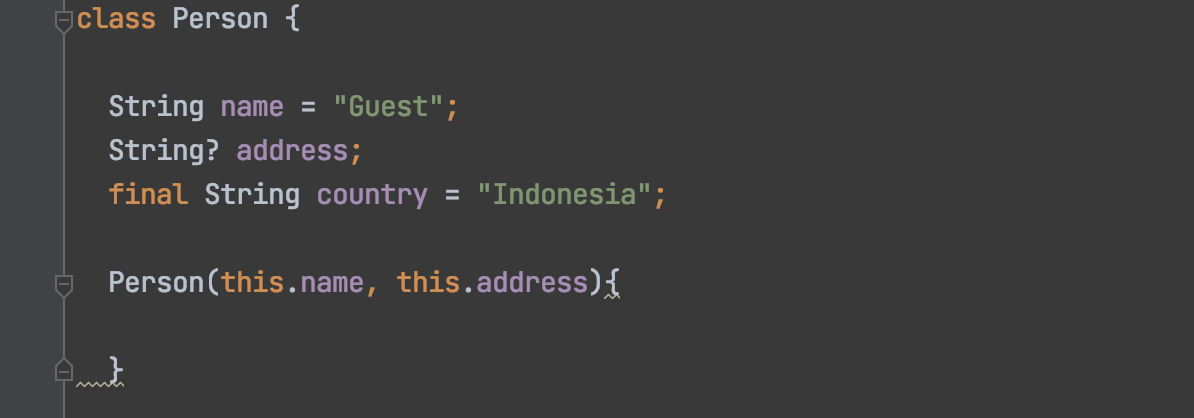 class Person {
String name = "Guest";
String? address;
final String country = "Indonesia";
Person(this.name, this.address){
}